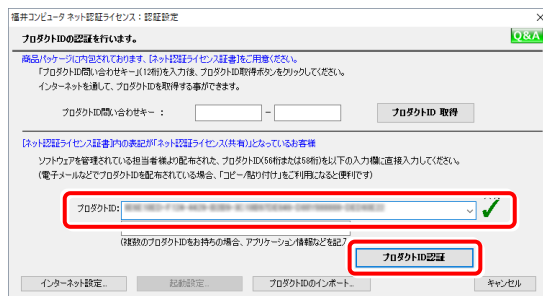 福井コンピュータ ネット認証ライセンス：認証設定
プロダクトIDの認証を行います。
Q&A
商品パッケージに内包されております、[ネット認証ライセンス証書]をご用意ください。
「プロダクトID問い合わせキー」(12桁)を入力後、プロダクトID取得ボタンをクリックしてください。
インターネットを通して、プロダクトIDを取得する事ができます。
プロダクトID問い合わせキー： － プロダクトID 取得
[ネット認証ライセンス証書]内の表記が「ネット認証ライセンス(共有)」となっているお客様
ソフトウェアを管理されている担当者様より配布された、プロダクトID(56桁または58桁)を以下の入力欄に直接入力してください。
(電子メールなどでプロダクトIDを配布されている場合、「コピー/貼り付け」をご利用になると便利です)
プロダクトID:
(複数のプロダクトIDをお持ちの場合、アプリケーション情報などを記入
プロダクトID認証
インターネット設定... 起動設定... プロダクトIDのインポート... キャンセル